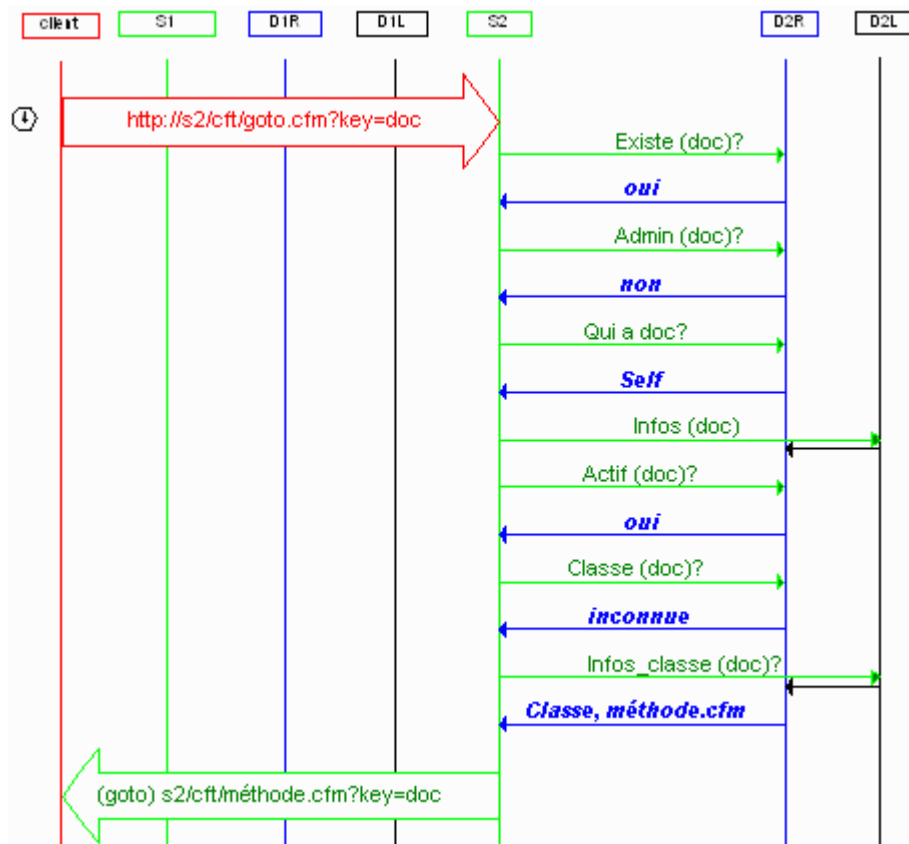 client S1 D1R D1L S2 D2R D2L
http://s2/cft/goto.cfm?key=doc
Existe (doc)?
oui
Admin (doc)?
non
Qui a doc?
Self
Infos (doc)
Actif (doc)?
oui
Classe (doc)?
inconnue
Infos_classe (doc)?
Classe, méthode.cfm
(goto) s2/cft/méthode.cfm?key=doc